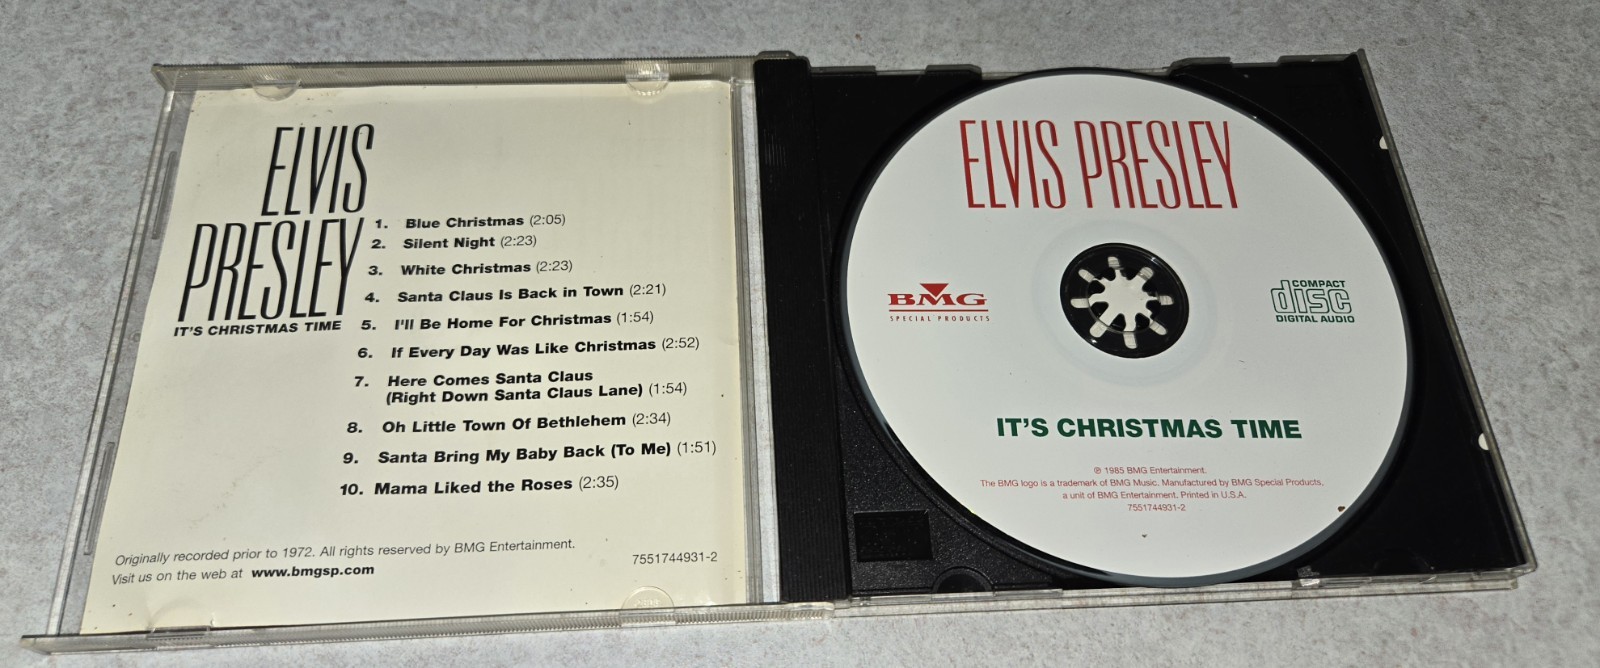 ELVIS
PRESLEY
IT'S CHRISTMAS TIME
1. Blue Christmas (2:05)
2. Silent Night (2:23)
3. White Christmas (2:23)
4. Santa Claus Is Back in Town (2:21)
5. I'll Be Home For Christmas (1:54)
6. If Every Day Was Like Christmas (2:52)
7. Here Comes Santa Claus
(Right Down Santa Claus Lane) (1:54)
8. Oh Little Town Of Bethlehem (2:34)
9. Santa Bring My Baby Back (To Me) (1:51)
10. Mama Liked the Roses (2:35)
Originally recorded prior to 1972. All rights reserved by BMG Entertainment.
Visit us on the web at www.bmgsp.com
7551744931-2
ELVIS PRESLEY
BMG
SPECIAL PRODUCTS
COMPACT
disc
DIGITAL AUDIO
IT'S CHRISTMAS TIME
℗ 1985 BMG Entertainment.
The BMG logo is a trademark of BMG Music. Manufactured by BMG Special Products,
a unit of BMG Entertainment. Printed in U.S.A.
7551744931-2